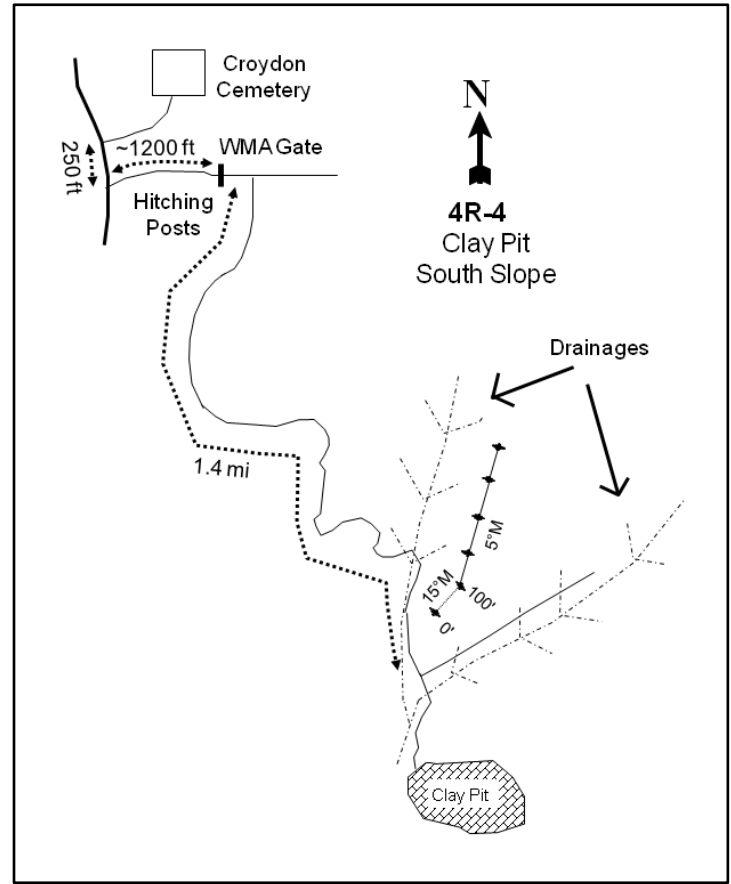 Croydon
Cemetery
250 ft
~1200 ft
WMA Gate
Hitching
Posts
N
4R-4
Clay Pit
South Slope
Drainages
1.4 mi
5°M
15°M
100'
0'
Clay Pit